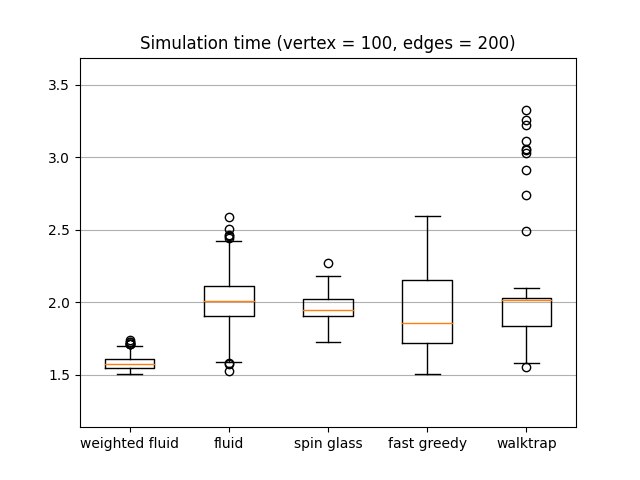 Simulation time (vertex = 100, edges = 200)
3.5
3.0
2.5
2.0
1.5
weighted fluid fluid spin glass fast greedy walktrap